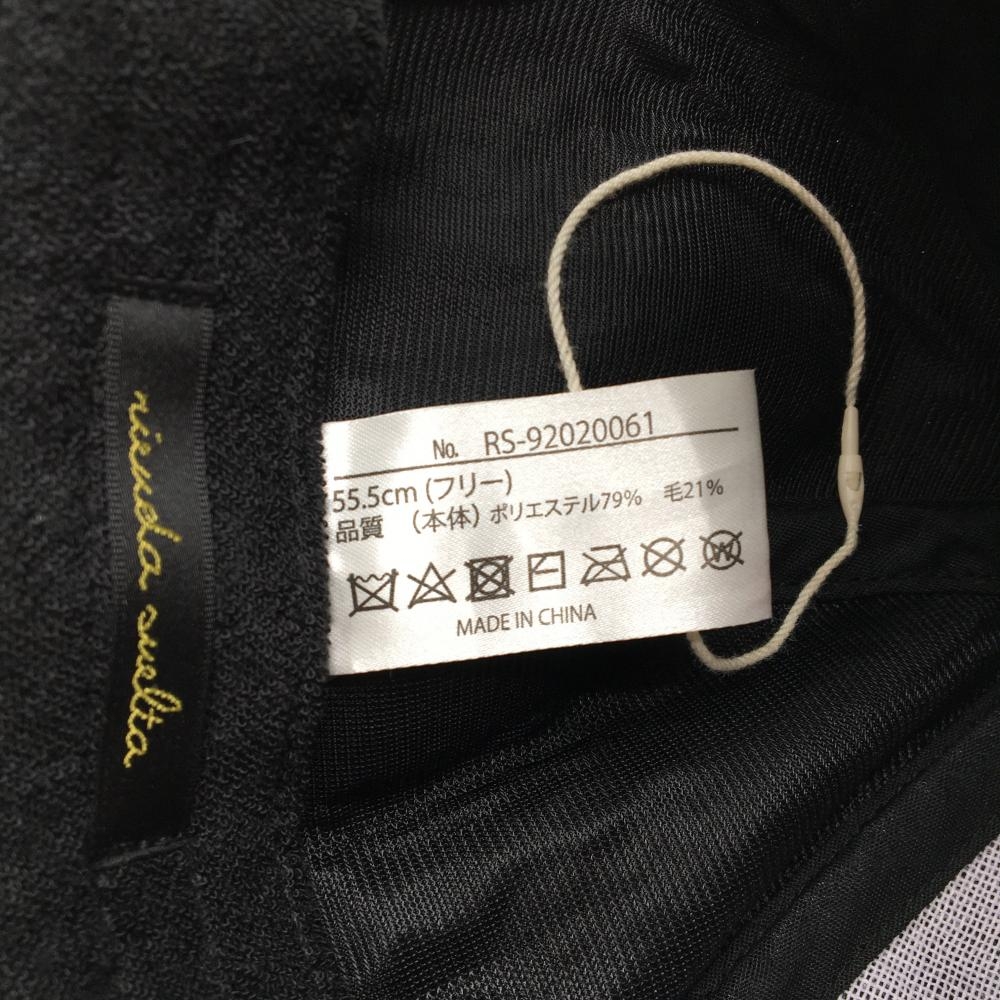 rienda suelta
No. RS-92020061
55.5cm (フリー)
品質 (本体) ポリエステル79% 毛21%
MADE IN CHINA